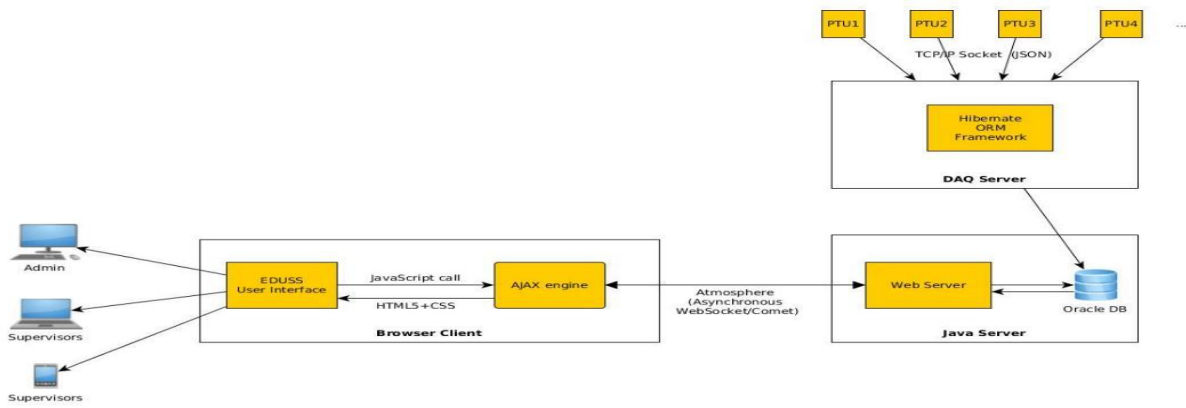 PTU1
PTU2
PTU3
PTU4
...
TCP/IP Socket (JSON)
Hibernate
ORM
Framework
DAQ Server
Admin
Supervisors
Supervisors
EDUSS
User Interface
JavaScript call
HTML5+CSS
AJAX engine
Browser Client
Atmosphere
(Asynchronous
WebSocket/Comet)
Web Server
Oracle DB
Java Server